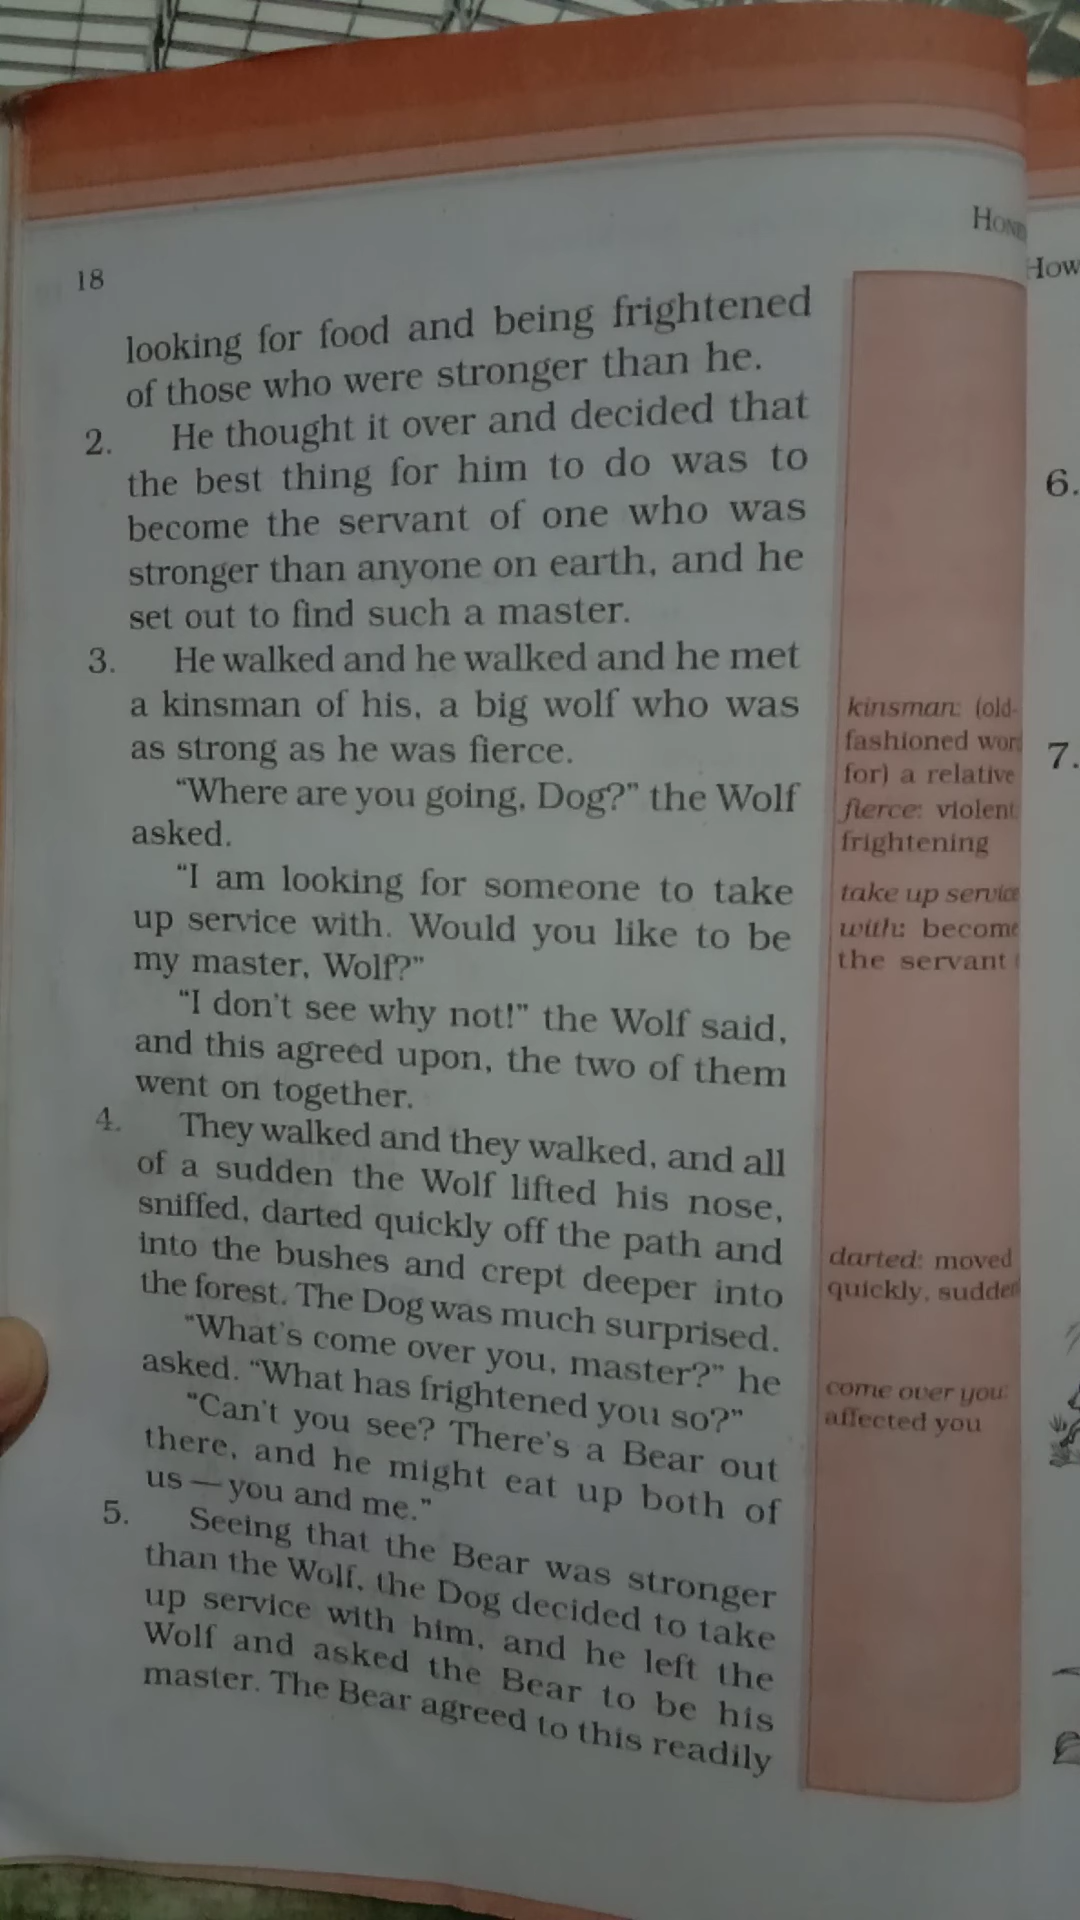 18
looking for food and being frightened
of those who were stronger than he.
2. He thought it over and decided that
the best thing for him to do was to
become the servant of one who was
stronger than anyone on earth, and he
set out to find such a master.
3. He walked and he walked and he met
a kinsman of his, a big wolf who was
as strong as he was fierce.
“Where are you going, Dog?” the Wolf
asked.
“I am looking for someone to take
up service with. Would you like to be
my master, Wolf?”
“I don't see why not!” the Wolf said,
and this agreed upon, the two of them
went on together.
4. They walked and they walked, and all
of a sudden the Wolf lifted his nose,
sniffed, darted quickly off the path and
into the bushes and crept deeper into
the forest. The Dog was much surprised.
“What's come over you, master?” he
asked. “What has frightened you so?”
“Can't you see? There's a Bear out
there, and he might eat up both of
us — you and me.”
5. Seeing that the Bear was stronger
than the Wolf, the Dog decided to take
up service with him, and he left the
Wolf and asked the Bear to be his
master. The Bear agreed to this readily
kinsman: (old-
fashioned
for) a relative
fierce: violent
frightening
take up service
with: become
the servant
darted: moved
quickly,
come over you:
affected you
How
6.
7.